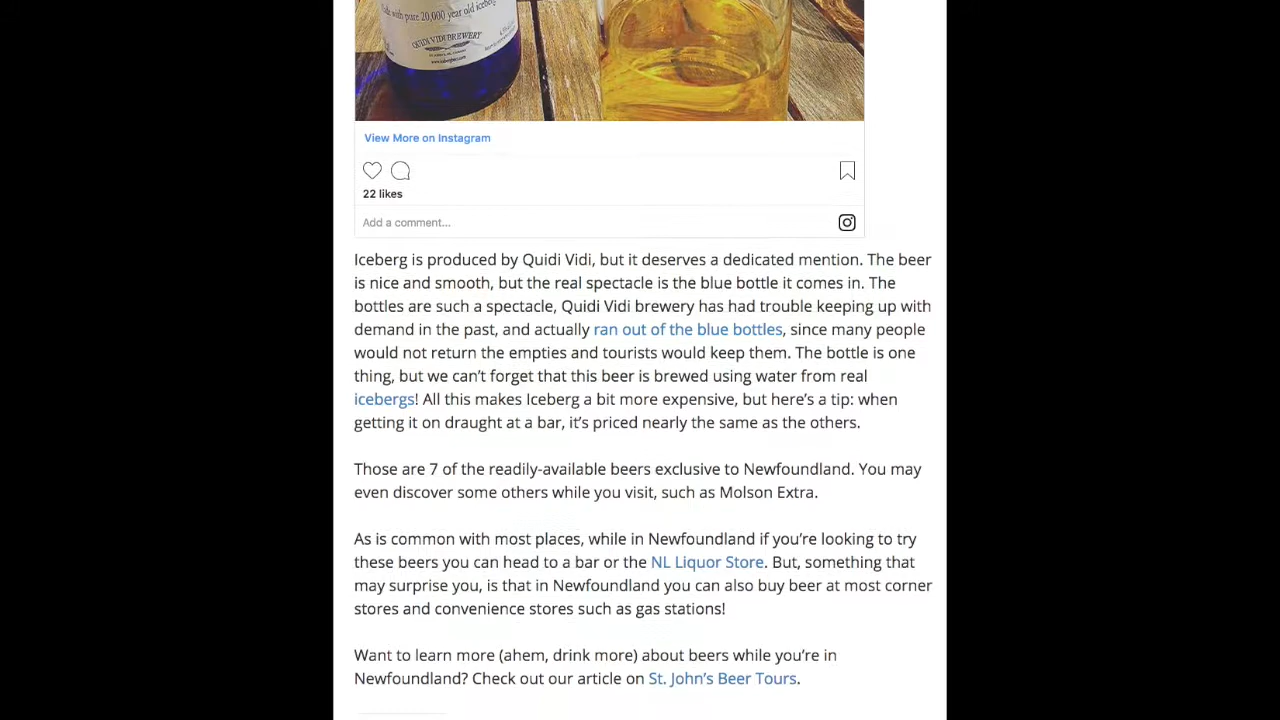 Made with pure 20,000 year old iceberg
QUIDI VIDI BREWERY
View More on Instagram
22 likes
Add a comment...
Iceberg is produced by Quidi Vidi, but it deserves a dedicated mention. The beer
is nice and smooth, but the real spectacle is the blue bottle it comes in. The
bottles are such a spectacle, Quidi Vidi brewery has had trouble keeping up with
demand in the past, and actually ran out of the blue bottles, since many people
would not return the empties and tourists would keep them. The bottle is one
thing, but we can’t forget that this beer is brewed using water from real
icebergs! All this makes Iceberg a bit more expensive, but here’s a tip: when
getting it on draught at a bar, it’s priced nearly the same as the others.
Those are 7 of the readily-available beers exclusive to Newfoundland. You may
even discover some others while you visit, such as Molson Extra.
As is common with most places, while in Newfoundland if you’re looking to try
these beers you can head to a bar or the NL Liquor Store. But, something that
may surprise you, is that in Newfoundland you can also buy beer at most corner
stores and convenience stores such as gas stations!
Want to learn more (ahem, drink more) about beers while you’re in
Newfoundland? Check out our article on St. John’s Beer Tours.